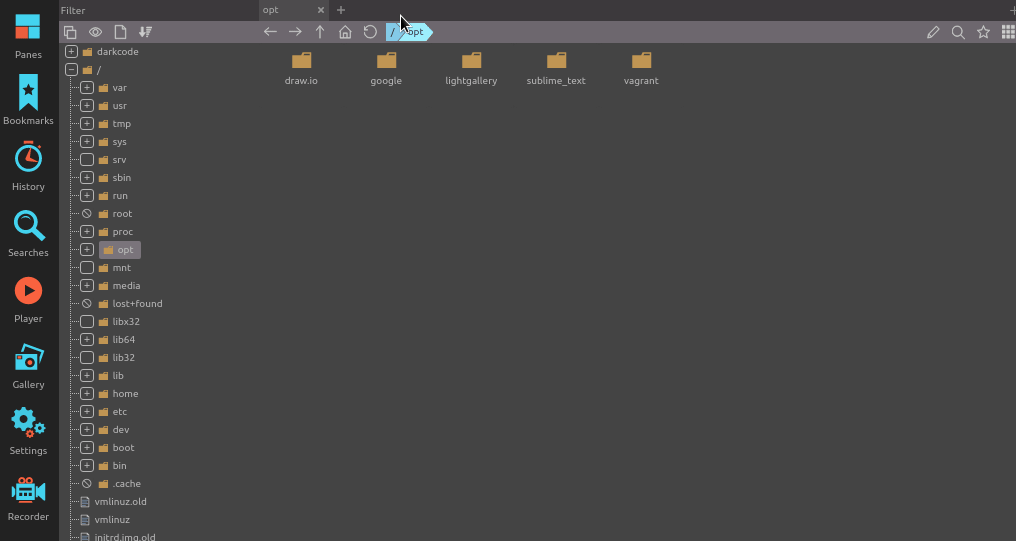 Panes
Bookmarks
History
Searches
Player
Gallery
Settings
Recorder
Filter
darkcode
/
var
usr
tmp
sys
srv
sbin
run
root
proc
opt
mnt
media
lost+found
libx32
lib64
lib32
lib
home
etc
dev
boot
bin
.cache
vmlinuz.old
vmlinuz
initrd.img.old
opt
/ opt
draw.io google lightgallery sublime_text vagrant